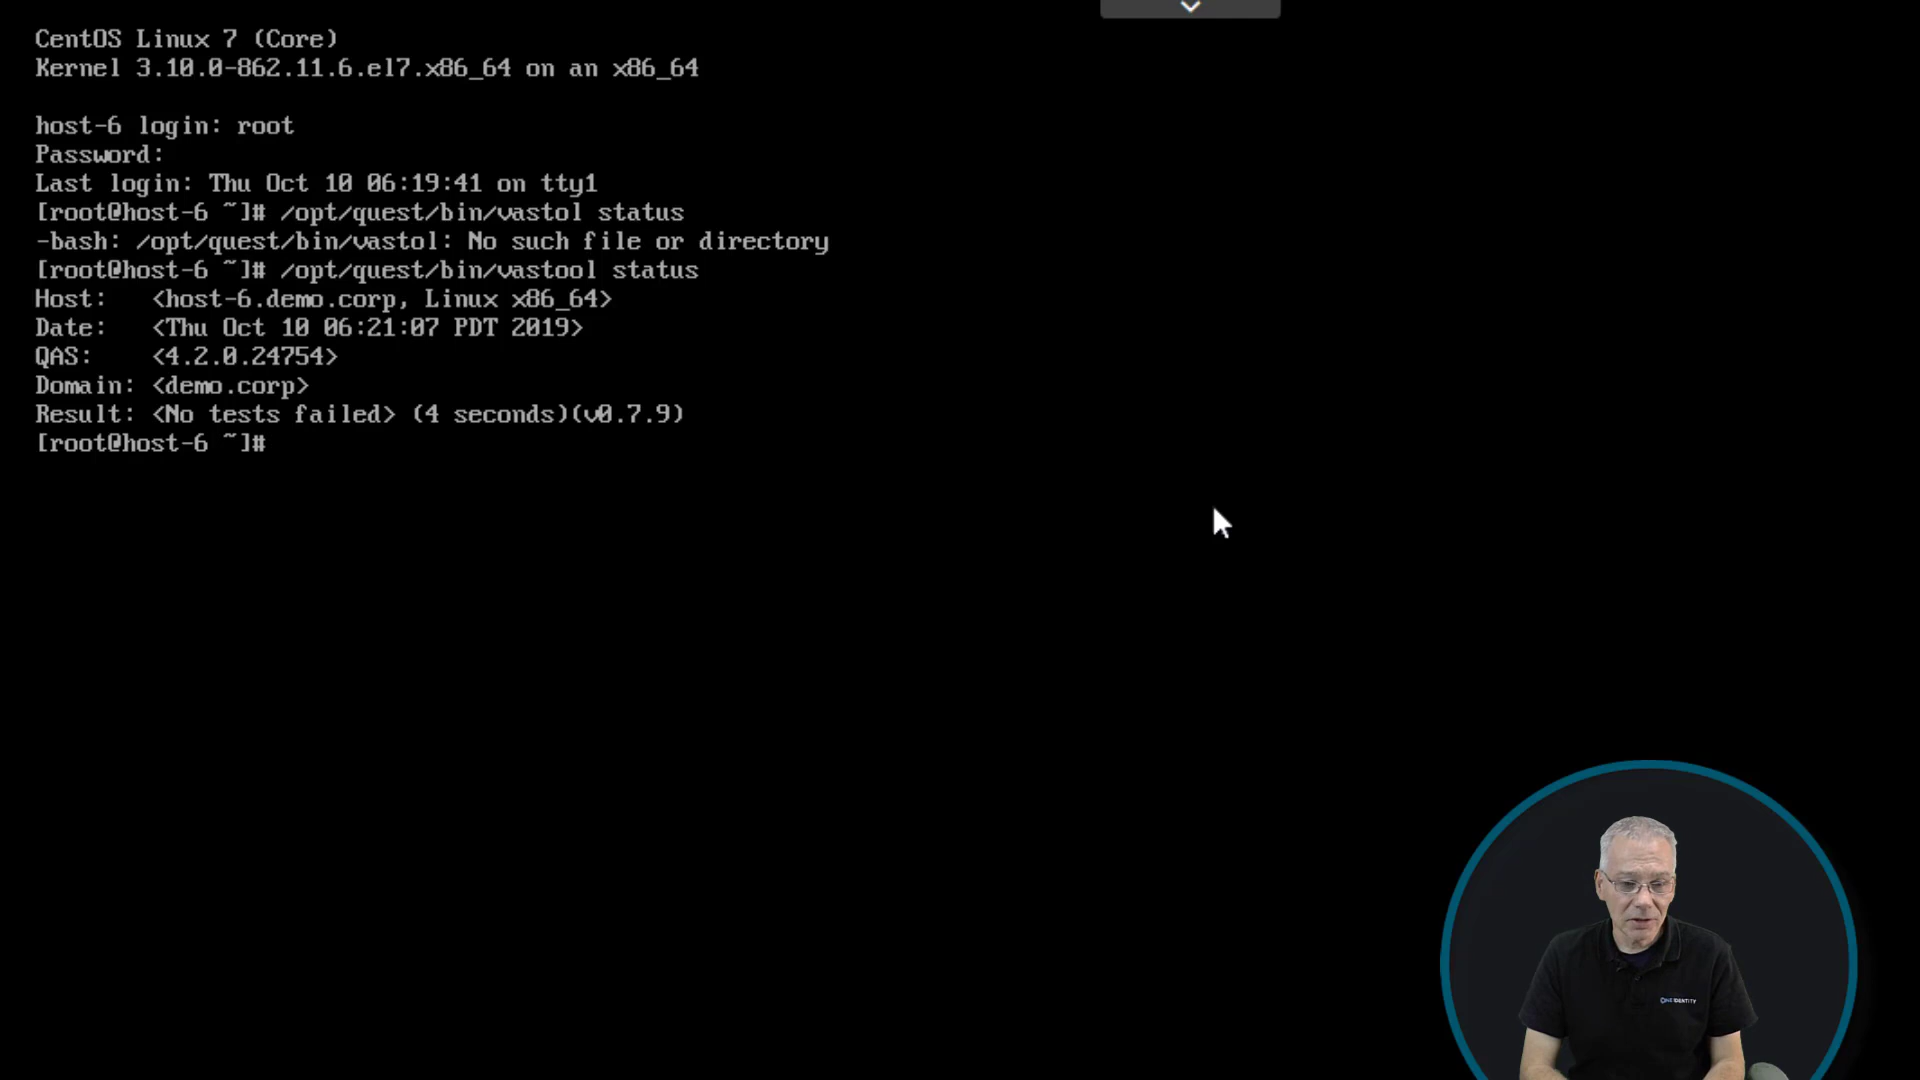 CentOS Linux 7 (Core)
Kernel 3.10.0-862.11.6.el7.x86_64 on an x86_64
host-6 login: root
Password:
Last login: Thu Oct 10 06:19:41 on tty1
[root@host-6 ~]# /opt/quest/bin/vastol status
-bash: /opt/quest/bin/vastol: No such file or directory
[root@host-6 ~]# /opt/quest/bin/vastool status
Host:   <host-6.demo.corp, Linux x86_64>
Date:   <Thu Oct 10 06:21:07 PDT 2019>
QAS:    <4.2.0.24754>
Domain: <demo.corp>
Result: <No tests failed> (4 seconds)(v0.7.9)
[root@host-6 ~]#
ONE IDENTITY